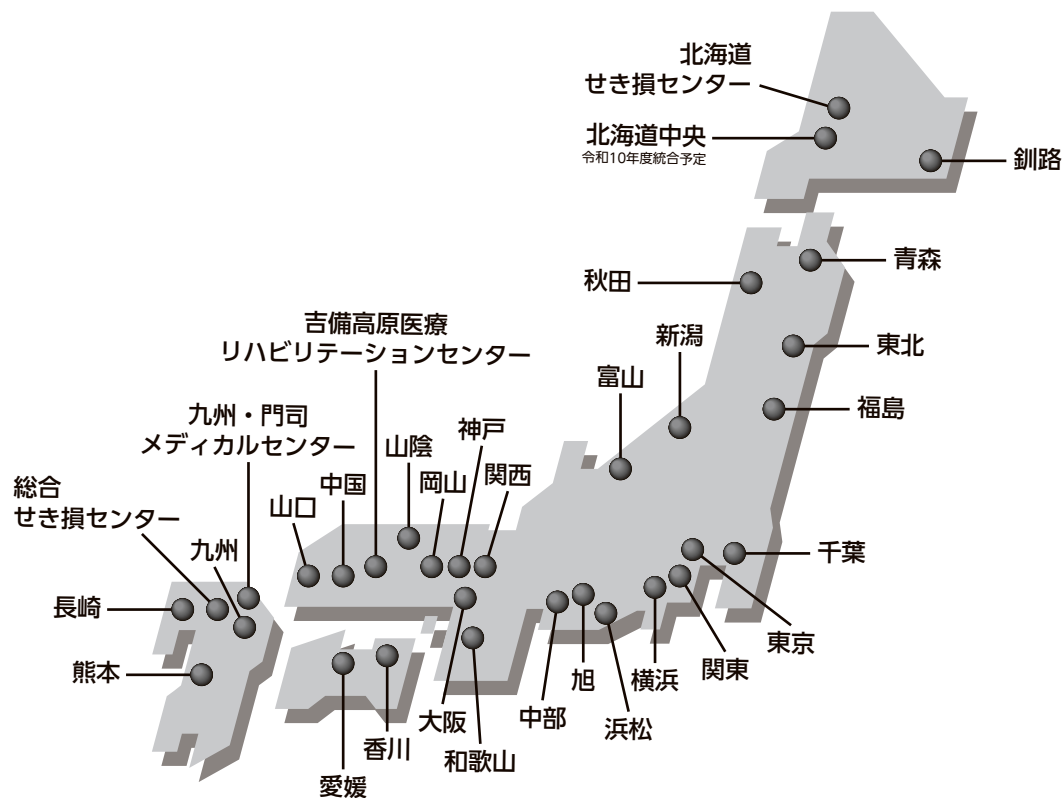 北海道
せき損センター
北海道中央
令和10年度統合予定
釧路
青森
秋田
東北
福島
新潟
富山
吉備高原医療
リハビリテーションセンター
九州・門司
メディカルセンター
山陰
神戸
関西
岡山
中国
山口
総合
せき損センター
九州
長崎
熊本
千葉
東京
関東
横浜
浜松
旭
中部
和歌山
大阪
香川
愛媛